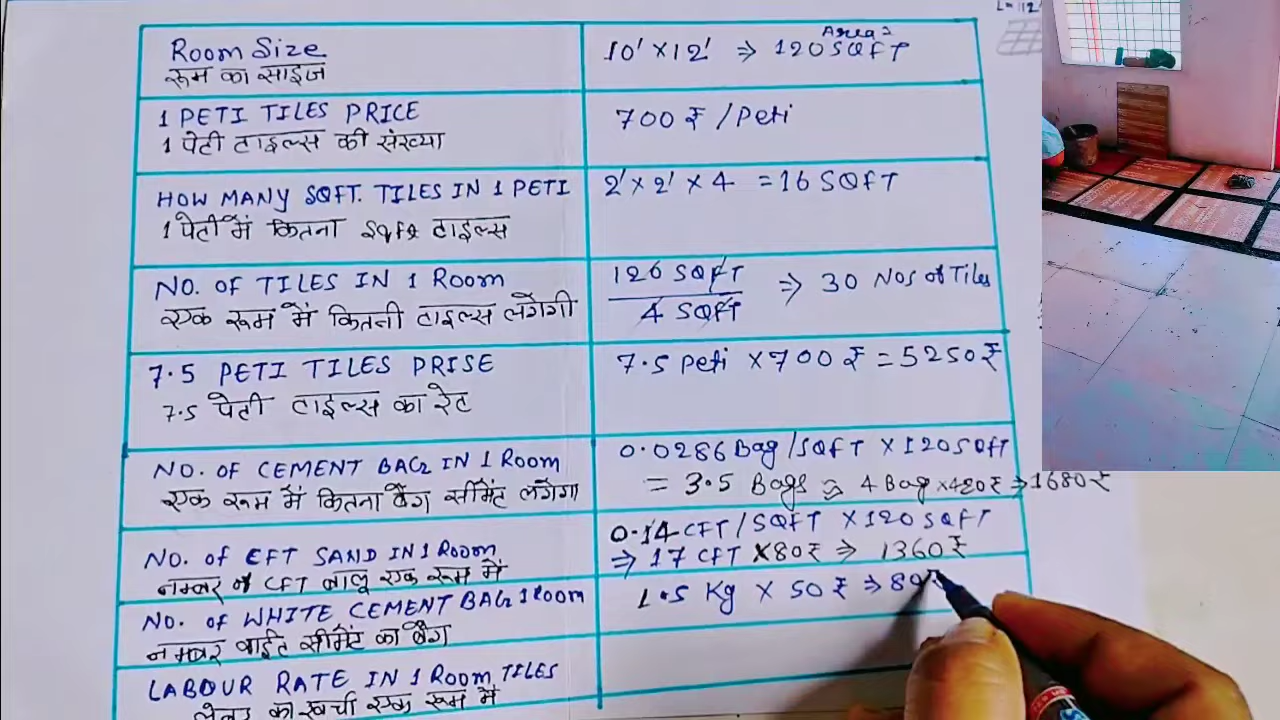 L = 12'
Room Size
रूम का साइज
Area =
10' × 12' ⇒ 120 SQFT
1 PETI TILES PRICE
1 पेटी टाइल्स की संख्या
700 ₹ / Peti
HOW MANY SQFT. TILES IN 1 PETI
1 पेटी में कितना sqft टाइल्स
2' × 2' × 4 = 16 SQFT
NO. OF TILES IN 1 ROOM
एक रूम में कितनी टाइल्स लगेगी
120 SQFT
4 SQFT
⇒ 30 Nos of Tiles
7.5 PETI TILES PRISE
7.5 पेटी टाइल्स का रेट
7.5 Peti × 700 ₹ = 5250 ₹
NO. OF CEMENT BAG IN 1 ROOM
एक रूम में कितना बैग सीमेंट लगेगा
0.0286 Bag / SQFT × 120 SQFT
= 3.5 Bags ≈ 4 Bag × 420 ₹ ⇒ 1680 ₹
NO. of CFT SAND IN 1 ROOM
नम्बर of CFT बालू एक रूम में
0.14 CFT / SQFT × 120 SQFT
⇒ 17 CFT × 80 ₹ ⇒ 1360 ₹
NO. OF WHITE CEMENT BAG 1 ROOM
नम्बर वाईट सीमेंट का बैग
1.5 Kg × 50 ₹ ⇒ 80 ₹
LABOUR RATE IN 1 ROOM TILES
लेबर का खर्चा एक रूम में